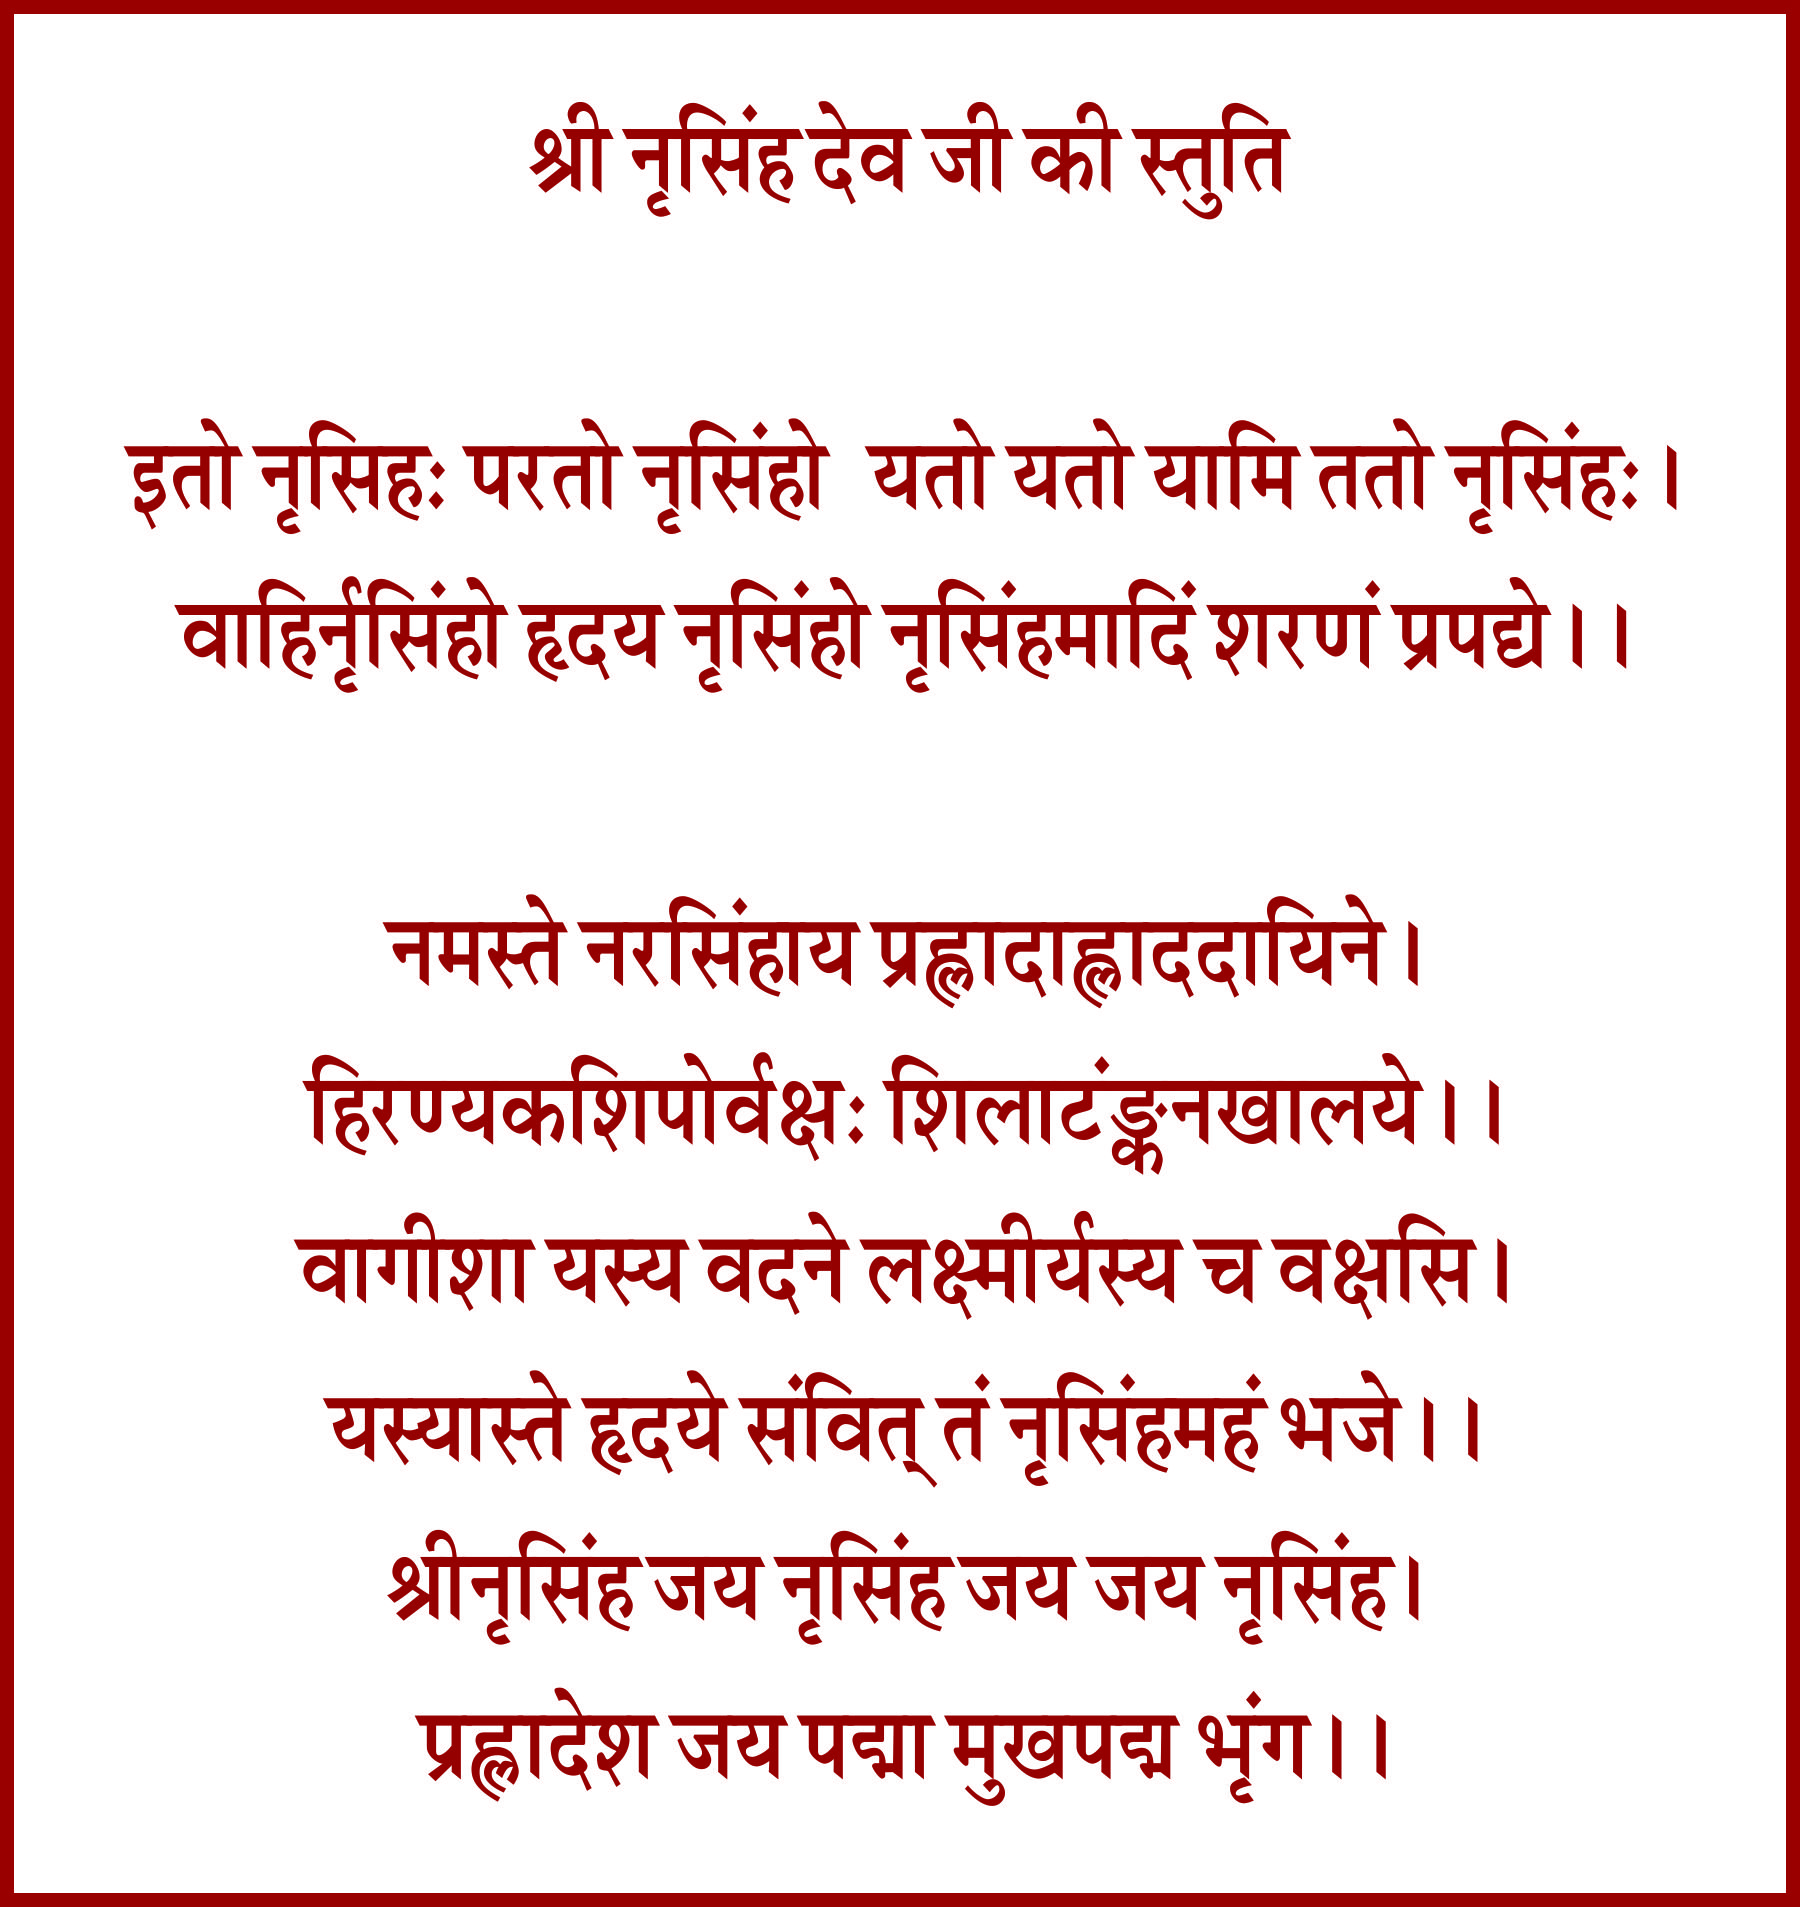 श्री नृसिंह देव जी की स्तुति
इतो नृसिहः परतो नृसिंहो यतो यतो यामि ततो नृसिंहः।
वाहिर्नृसिंहो हृदय नृसिंहो नृसिंहमादिं शरणं प्रपद्ये।।
नमस्ते नरसिंहाय प्रह्लादाह्लाददायिने।
हिरण्यकशिपोर्वक्षः शिलाटंङ्कनखालये।।
वागीशा यस्य वदने लक्ष्मीर्यस्य च वक्षसि।
यस्यास्ते हृदये संवित् तं नृसिंहमहं भजे।।
श्रीनृसिंह जय नृसिंह जय जय नृसिंह।
प्रह्लादेश जय पद्मा मुखपद्म भृंग।।